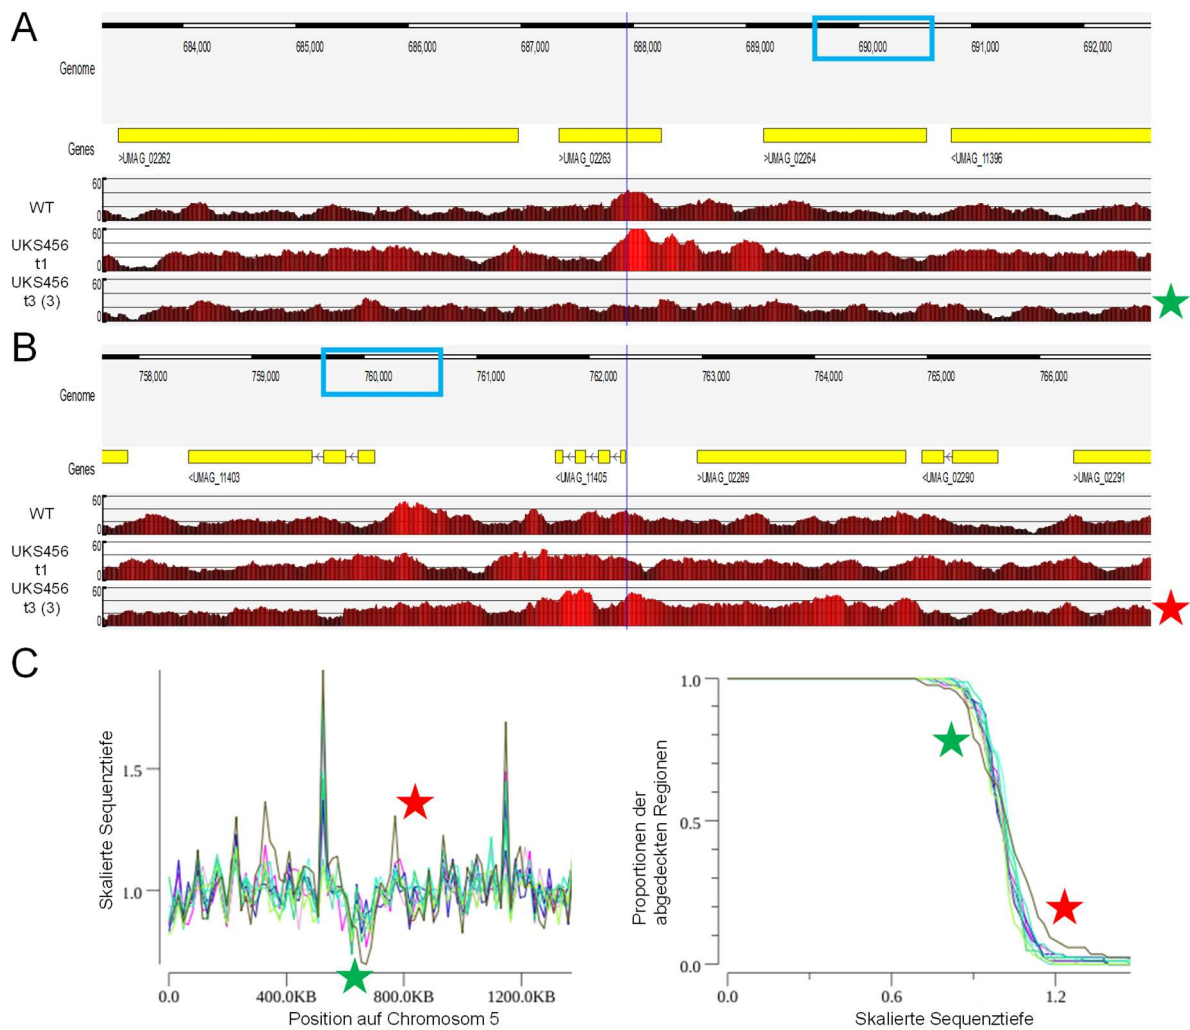 A
684,000 685,000 686,000 687,000 688,000 689,000 690,000 691,000 692,000
Genome
Genes
>UMAG_02262 >UMAG_02263 >UMAG_02264 <UMAG_11396
60
WT
0
60
UKS456
t1
0
UKS456
60
t3 (3)
0
B
758,000 759,000 760,000 761,000 762,000 763,000 764,000 765,000 766,000
Genome
Genes
<UMAG_11403 <UMAG_11405 >UMAG_02289 <UMAG_02290 >UMAG_02291
60
WT
0
60
UKS456
t1
0
UKS456
60
t3 (3)
0
C
Skalierte Sequenztiefe
1.5
1.0
0.0 400.0KB 800.0KB 1200.0KB
Position auf Chromosom 5
Proportionen der
abgedeckten Regionen
1.0
0.5
0.0
0.0 0.6 1.2
Skalierte Sequenztiefe